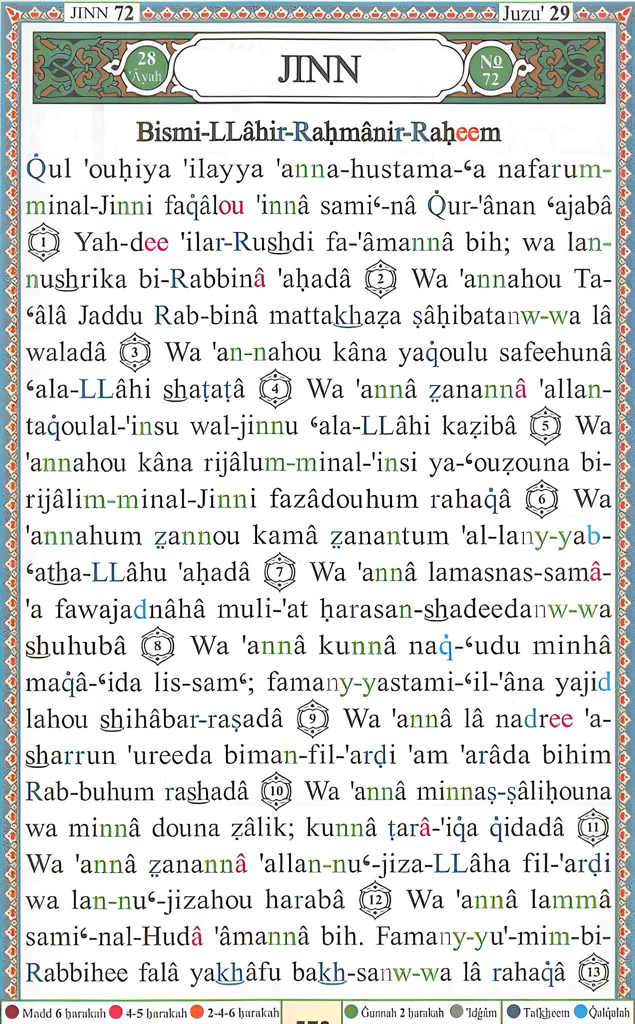 JINN 72
Juzu' 29
28
'Âyah
JINN
No
72
Bismi-LLâhir-Raḥmânir-Raḥeem
Q̇ul 'ouḥiya 'ilayya 'anna-hustama-ʿa nafarum-
minal-Jinni faq̇âlou 'innâ samiʿ-nâ Q̇ur-'ânan ʿajabâ
1 Yah-dee 'ilar-Rushdi fa-'âmannâ bih; wa lan-
nushrika bi-Rabbinâ 'aḥadâ 2 Wa 'annahou Ta-
ʿâlâ Jaddu Rab-binâ mattakhaza ṣâḥibatanw-wa lâ
waladâ 3 Wa 'an-nahou kâna yaq̇oulu safeehunâ
ʿala-LLâhi shaṭaṭâ 4 Wa 'annâ ẓanannâ 'allan-
taq̇oulal-'insu wal-jinnu ʿala-LLâhi kazibâ 5 Wa
'annahou kâna rijâlum-minal-'insi ya-ʿouẓouna bi-
rijâlim-minal-Jinni fazâdouhum rahaq̇â 6 Wa
'annahum ẓannou kamâ ẓanantum 'al-lany-yab-
ʿatha-LLâhu 'aḥadâ 7 Wa 'annâ lamasnas-samâ-
'a fawajadnâhâ muli-'at ḥarasan-shadeedanw-wa
shuhubâ 8 Wa 'annâ kunnâ naq̇-ʿudu minhâ
maq̇â-ʿida lis-samʿ; famany-yastami-ʿil-'âna yajid
lahou shihâbar-raṣadâ 9 Wa 'annâ lâ nadree 'a-
sharrun 'ureeda biman-fil-'arḍi 'am 'arâda bihim
Rab-buhum rashadâ 10 Wa 'annâ minnaṣ-ṣâliḥouna
wa minnâ douna ẓâlik; kunnâ ṭarâ-'iq̇a q̇idadâ 11
Wa 'annâ ẓanannâ 'allan-nuʿ-jiza-LLâha fil-'arḍi
wa lan-nuʿ-jizahou harabâ 12 Wa 'annâ lammâ
samiʿ-nal-Hudâ 'âmannâ bih. Famany-yu'-mim-bi-
Rabbihee falâ yakhâfu bakh-sanw-wa lâ rahaq̇â 13
Madd 6 ḥarakah 4-5 ḥarakah 2-4-6 ḥarakah Ġunnah 2 ḥarakah 'Idġâm Tafkheem Q̇alq̇alah